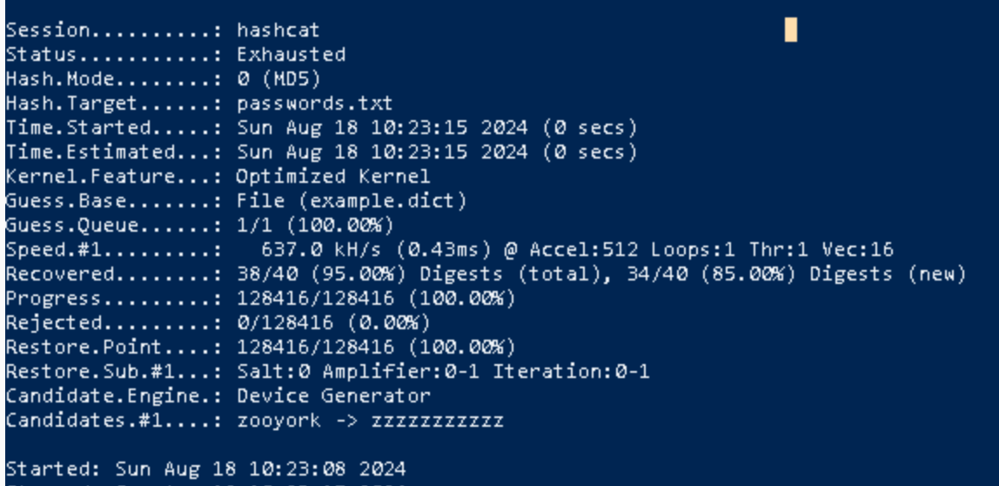 Session..........: hashcat
Status...........: Exhausted
Hash.Mode........: 0 (MD5)
Hash.Target......: passwords.txt
Time.Started.....: Sun Aug 18 10:23:15 2024 (0 secs)
Time.Estimated...: Sun Aug 18 10:23:15 2024 (0 secs)
Kernel.Feature...: Optimized Kernel
Guess.Base.......: File (example.dict)
Guess.Queue......: 1/1 (100.00%)
Speed.#1.........:   637.0 kH/s (0.43ms) @ Accel:512 Loops:1 Thr:1 Vec:16
Recovered........: 38/40 (95.00%) Digests (total), 34/40 (85.00%) Digests (new)
Progress.........: 128416/128416 (100.00%)
Rejected.........: 0/128416 (0.00%)
Restore.Point....: 128416/128416 (100.00%)
Restore.Sub.#1...: Salt:0 Amplifier:0-1 Iteration:0-1
Candidate.Engine.: Device Generator
Candidates.#1....: zooyork -> zzzzzzzzzzz
Started: Sun Aug 18 10:23:08 2024